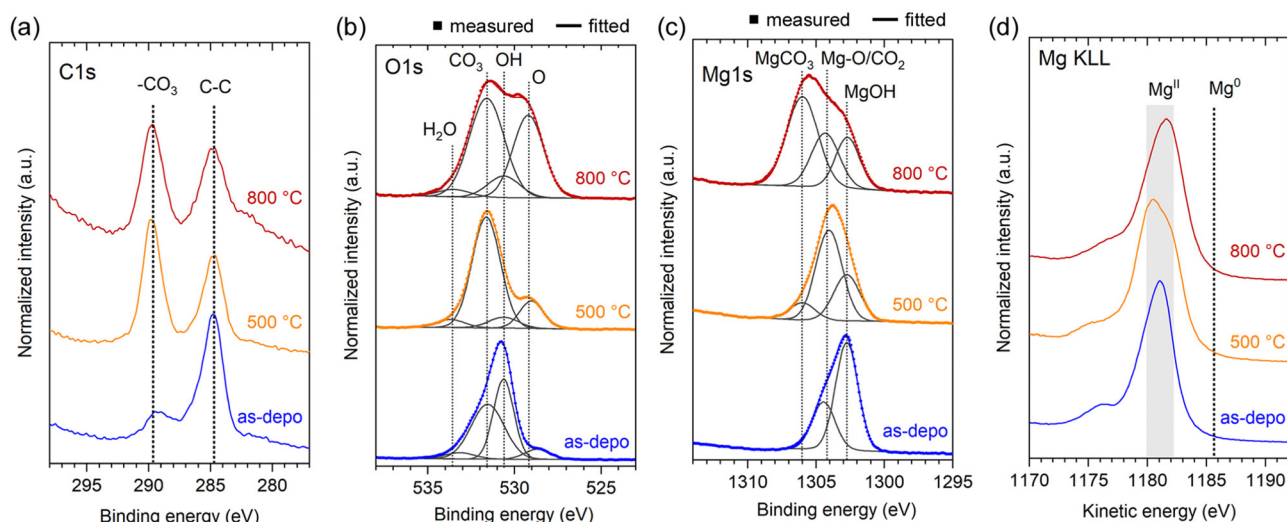 (a)
C1s
-CO3
C-C
800 °C
500 °C
as-depo
Normalized intensity (a.u.)
295 290 285 280
Binding energy (eV)
(b)
■ measured — fitted
O1s
CO3
OH
O
H2O
800 °C
500 °C
as-depo
Normalized intensity (a.u.)
535 530 525
Binding energy (eV)
(c)
■ measured — fitted
Mg1s
MgCO3
Mg-O/CO2
MgOH
800 °C
500 °C
as-depo
Normalized intensity (a.u.)
1310 1305 1300 1295
Binding energy (eV)
(d)
Mg KLL
MgII
Mg0
800 °C
500 °C
as-depo
Normalized intensity (a.u.)
1170 1175 1180 1185 1190
Kinetic energy (eV)